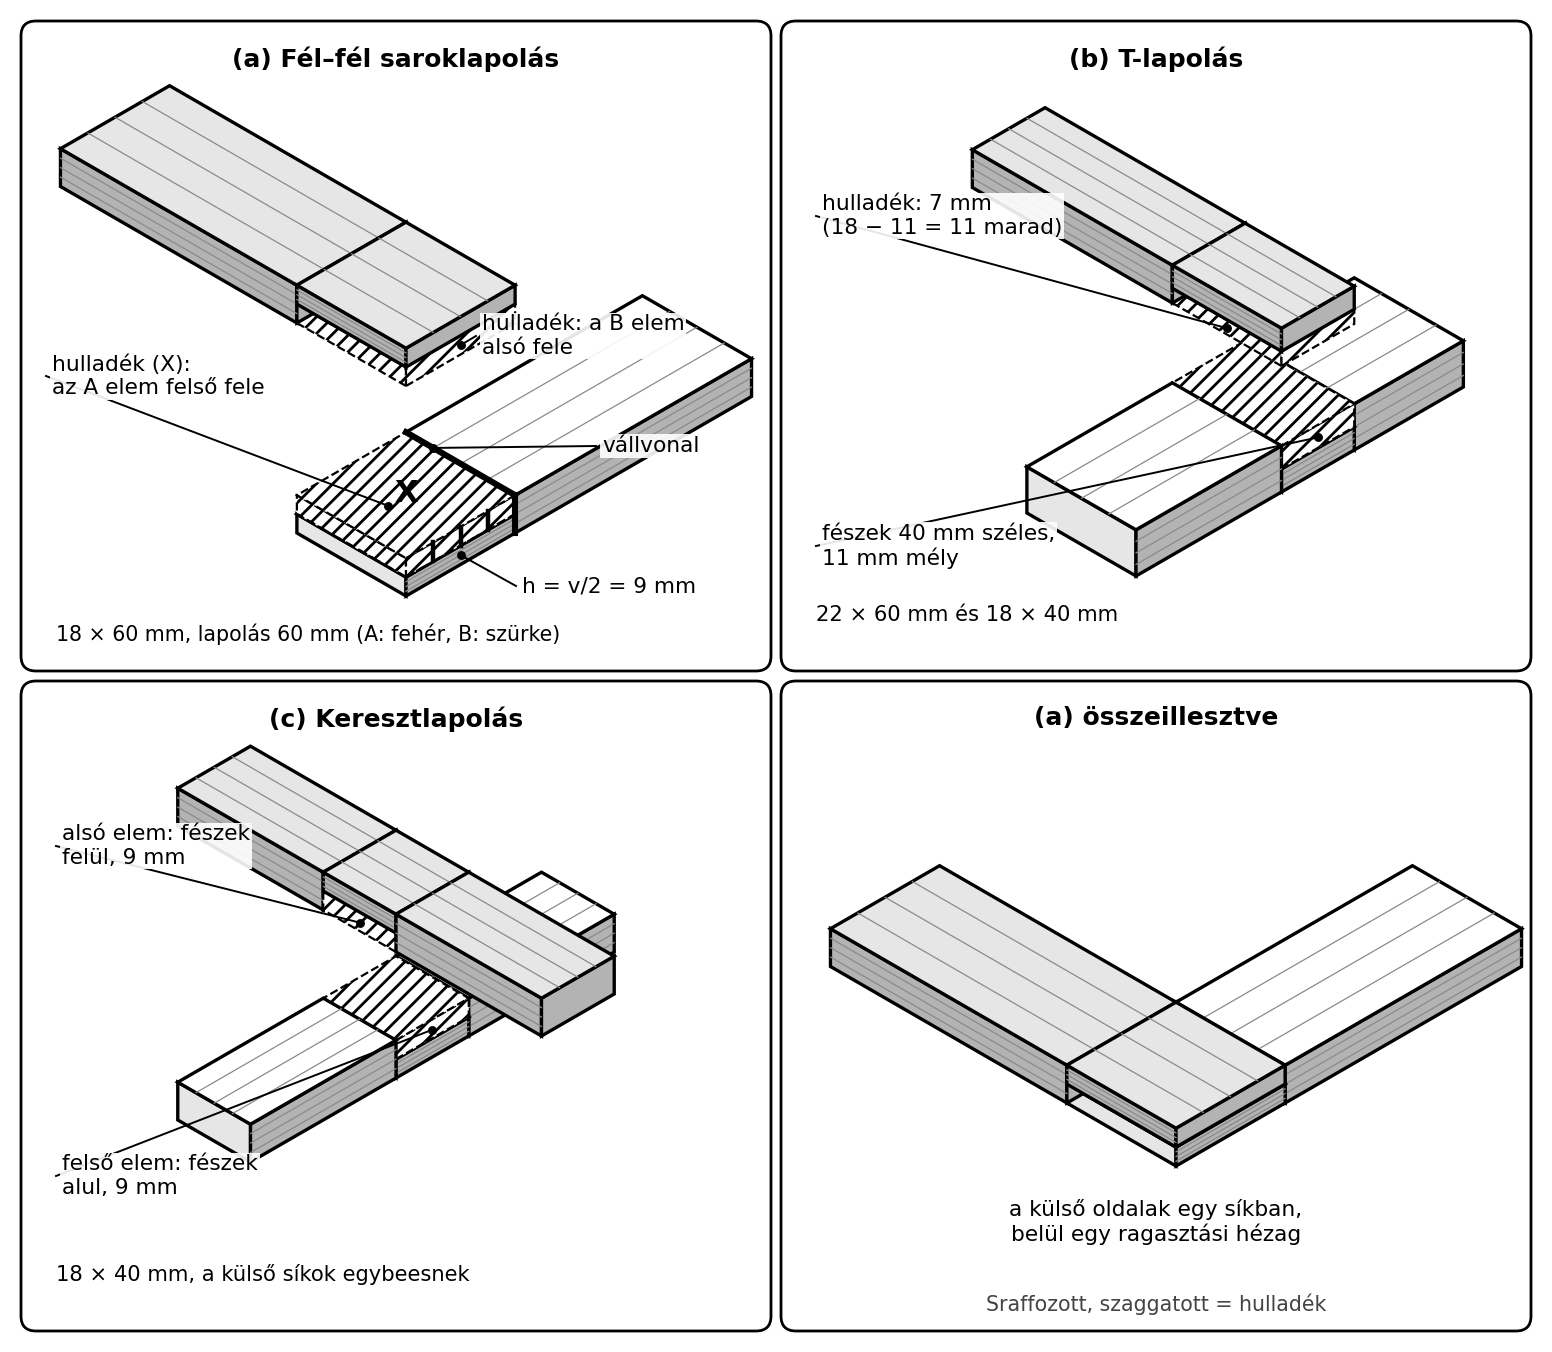 (a) Fél–fél saroklapolás
hulladék: a B elem
alsó fele
hulladék (X):
az A elem felső fele
vállvonal
X
h = v/2 = 9 mm
18 × 60 mm, lapolás 60 mm (A: fehér, B: szürke)
(b) T-lapolás
hulladék: 7 mm
(18 − 11 = 11 marad)
fészek 40 mm széles,
11 mm mély
22 × 60 mm és 18 × 40 mm
(c) Keresztlapolás
alsó elem: fészek
felül, 9 mm
felső elem: fészek
alul, 9 mm
18 × 40 mm, a külső síkok egybeesnek
(a) összeillesztve
a külső oldalak egy síkban,
belül egy ragasztási hézag
Sraffozott, szaggatott = hulladék